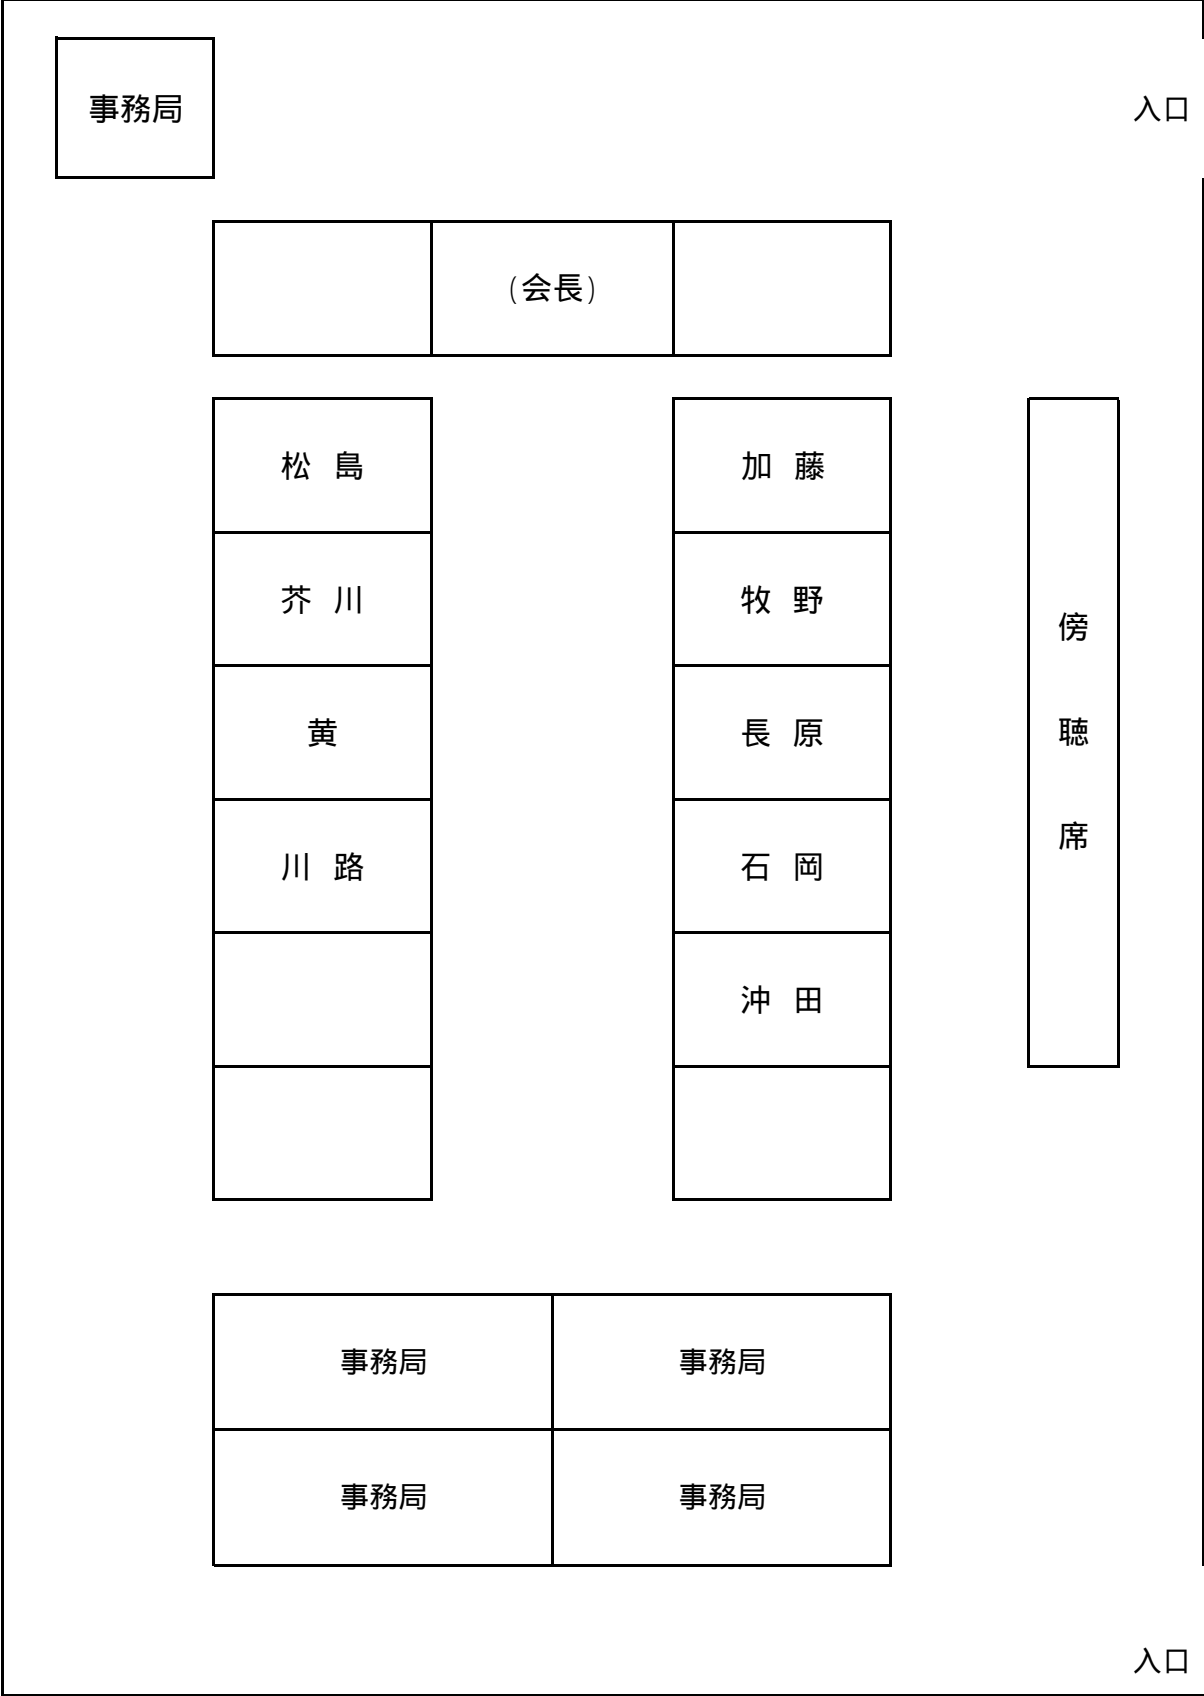 事務局
入口
(会長)
松島 加藤
芥川 牧野
黄 長原
川路 石岡
沖田
傍聴席
事務局 事務局
事務局 事務局
入口